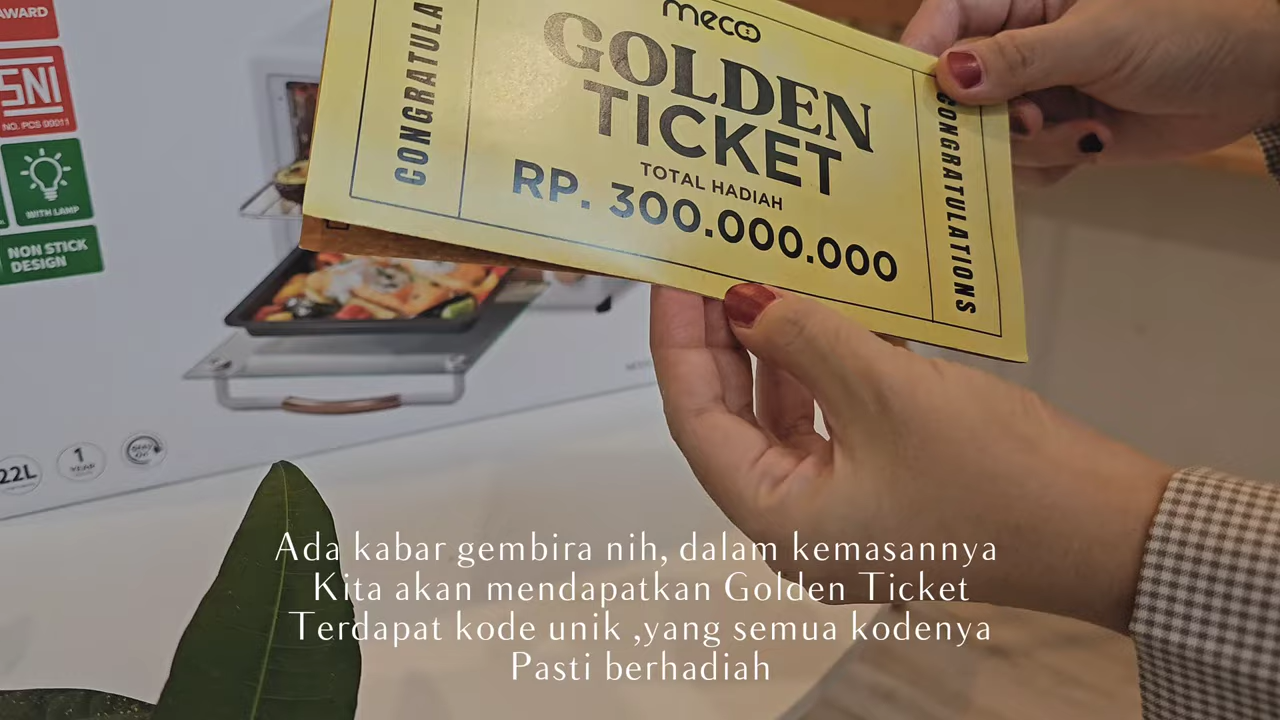 AWARD
SNI
NO. PCS 00011
WITH LAMP
NON STICK
DESIGN
22L
1
YEAR
mecoo
CONGRATULA
GOLDEN
TICKET
TOTAL HADIAH
RP. 300.000.000
CONGRATULATIONS
Ada kabar gembira nih, dalam kemasannya
Kita akan mendapatkan Golden Ticket
Terdapat kode unik ,yang semua kodenya
Pasti berhadiah